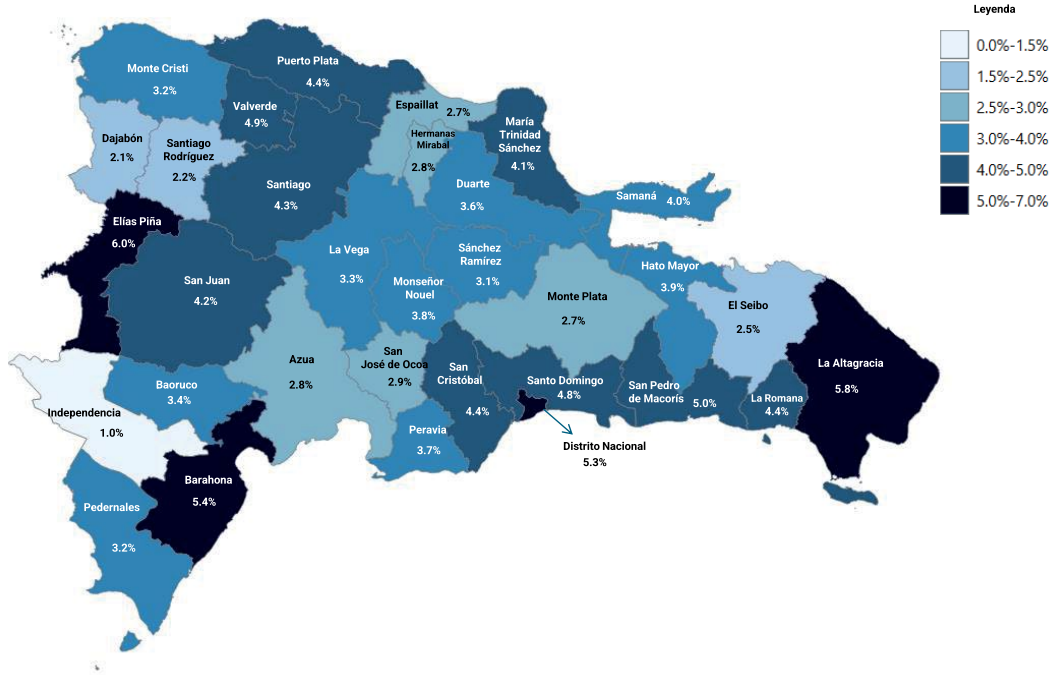 Leyenda
0.0%-1.5%
1.5%-2.5%
2.5%-3.0%
3.0%-4.0%
4.0%-5.0%
5.0%-7.0%
Monte Cristi
3.2%
Puerto Plata
4.4%
Valverde
4.9%
Espaillat 2.7%
Hermanas
Mirabal
2.8%
María
Trinidad
Sánchez
4.1%
Dajabón
2.1%
Santiago
Rodríguez
2.2%
Santiago
4.3%
Duarte
3.6%
Samaná 4.0%
Elías Piña
6.0%
San Juan
4.2%
La Vega
3.3%
Sánchez
Ramírez
3.1%
Monseñor
Nouel
3.8%
Hato Mayor
3.9%
Monte Plata
2.7%
El Seibo
2.5%
La Altagracia
5.8%
Azua
2.8%
San
José de Ocoa
2.9%
San
Cristóbal
4.4%
Santo Domingo
4.8%
San Pedro
de Macorís 5.0%
La Romana
4.4%
Baoruco
3.4%
Independencia
1.0%
Peravia
3.7%
Distrito Nacional
5.3%
Barahona
5.4%
Pedernales
3.2%